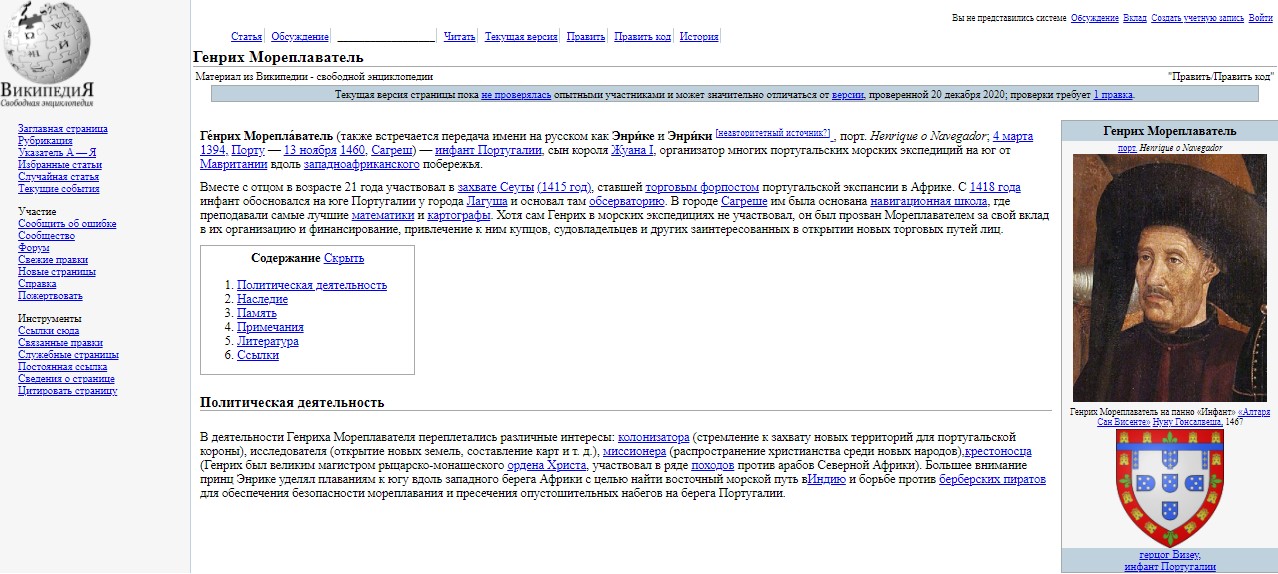 Вы не представились системе Обсуждение Вклад Создать учетную запись Войти
Статья Обсуждение Читать Текущая версия Править Править код История
ВИКИПЕДИЯ
Свободная энциклопедия
Заглавная страница
Рубрикация
Указатель А — Я
Избранные статьи
Случайная статья
Текущие события
Участие
Сообщить об ошибке
Сообщество
Форум
Свежие правки
Новые страницы
Справка
Пожертвовать
Инструменты
Ссылки сюда
Связанные правки
Служебные страницы
Постоянная ссылка
Сведения о странице
Цитировать страницу
Генрих Мореплаватель
Материал из Википедии - свободной энциклопедии "Править/Править код"
Текущая версия страницы пока не проверялась опытными участниками и может значительно отличаться от версии, проверенной 20 декабря 2020; проверки требует 1 правка.
Ге́нрих Морепла́ватель (также встречается передача имени на русском как Энри́ке и Энри́ки [неавторитетный источник?] , порт. Henrique o Navegador; 4 марта
1394, Порту — 13 ноября 1460, Сагреш) — инфант Португалии, сын короля Жуана I, организатор многих португальских морских экспедиций на юг от
Мавритании вдоль западноафриканского побережья.
Вместе с отцом в возрасте 21 года участвовал в захвате Сеуты (1415 год), ставшей торговым форпостом португальской экспансии в Африке. С 1418 года
инфант обосновался на юге Португалии у города Лагуша и основал там обсерваторию. В городе Сагреше им была основана навигационная школа, где
преподавали самые лучшие математики и картографы. Хотя сам Генрих в морских экспедициях не участвовал, он был прозван Мореплавателем за свой вклад
в их организацию и финансирование, привлечение к ним купцов, судовладельцев и других заинтересованных в открытии новых торговых путей лиц.
Содержание Скрыть
1. Политическая деятельность
2. Наследие
3. Память
4. Примечания
5. Литература
6. Ссылки
Политическая деятельность
В деятельности Генриха Мореплавателя переплетались различные интересы: колонизатора (стремление к захвату новых территорий для португальской
короны), исследователя (открытие новых земель, составление карт и т. д.), миссионера (распространение христианства среди новых народов),крестоносца
(Генрих был великим магистром рыцарско-монашеского ордена Христа, участвовал в ряде походов против арабов Северной Африки). Большее внимание
принц Энрике уделял плаваниям к югу вдоль западного берега Африки с целью найти восточный морской путь вИндию и борьбе против берберских пиратов
для обеспечения безопасности мореплавания и пресечения опустошительных набегов на берега Португалии.
Генрих Мореплаватель
порт. Henrique o Navegador
Генрих Мореплаватель на панно «Инфант» «Алтаря
Сан Висенте» Нуну Гонсалвеша, 1467
герцог Визеу,
инфант Португалии